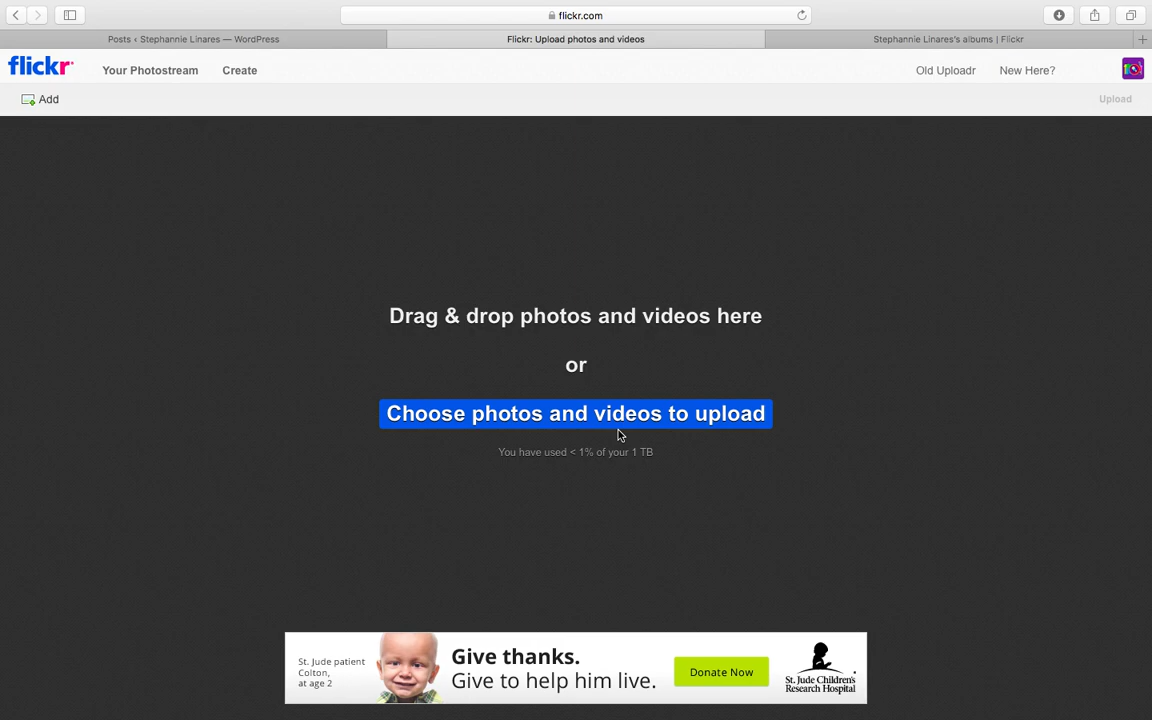 flickr.com
Posts ‹ Stephannie Linares — WordPress
Flickr: Upload photos and videos
Stephannie Linares's albums | Flickr
flickr
Your Photostream
Create
Old Uploadr
New Here?
Add
Upload
Drag & drop photos and videos here
or
Choose photos and videos to upload
You have used < 1% of your 1 TB
St. Jude patient
Colton,
at age 2
Give thanks.
Give to help him live.
Donate Now
St. Jude Children's
Research Hospital